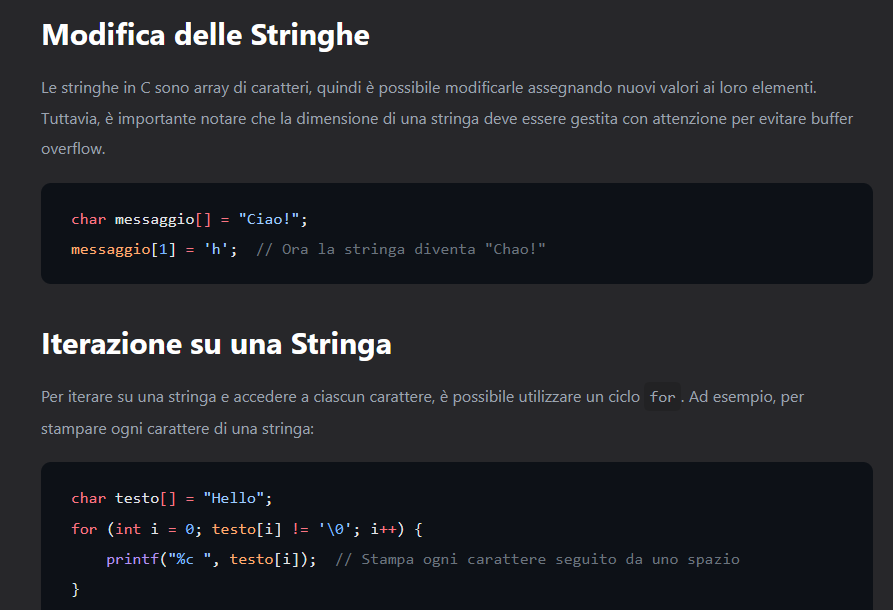 Modifica delle Stringhe
Le stringhe in C sono array di caratteri, quindi è possibile modificarle assegnando nuovi valori ai loro elementi.
Tuttavia, è importante notare che la dimensione di una stringa deve essere gestita con attenzione per evitare buffer
overflow.
char messaggio[] = "Ciao!";
messaggio[1] = 'h';  // Ora la stringa diventa "Chao!"
Iterazione su una Stringa
Per iterare su una stringa e accedere a ciascun carattere, è possibile utilizzare un ciclo for. Ad esempio, per
stampare ogni carattere di una stringa:
char testo[] = "Hello";
for (int i = 0; testo[i] != '\0'; i++) {
    printf("%c ", testo[i]);  // Stampa ogni carattere seguito da uno spazio
}